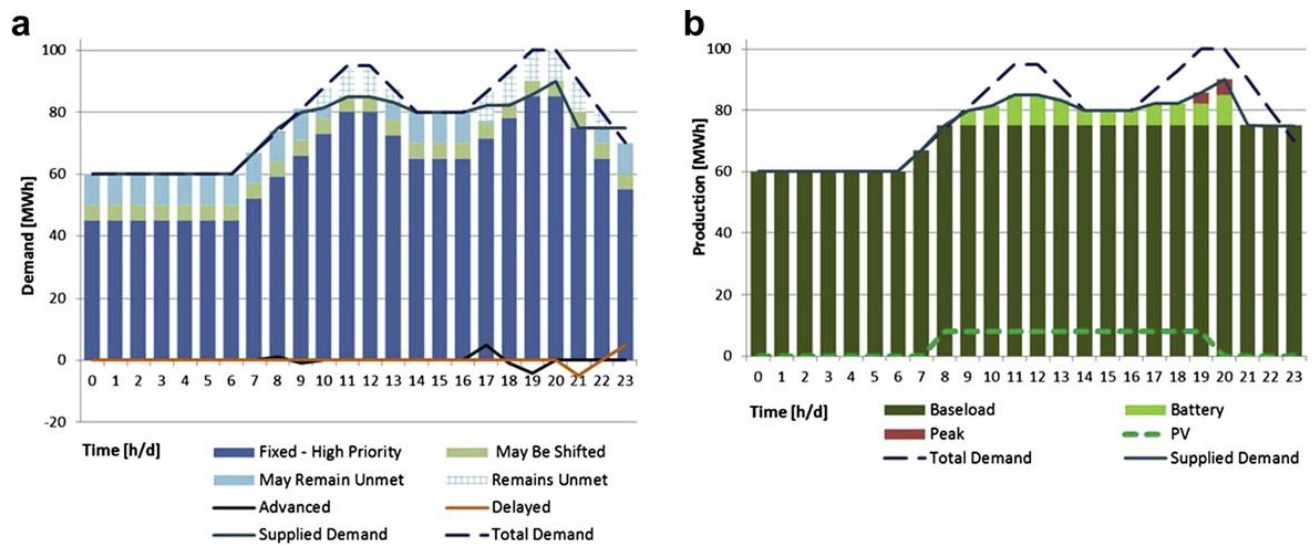 a
100
80
60
40
20
0
-20
Demand [MWh]
0 1 2 3 4 5 6 7 8 9 10 11 12 13 14 15 16 17 18 19 20 21 22 23
Time [h/d]
Fixed - High Priority
May Be Shifted
May Remain Unmet
Remains Unmet
Advanced
Delayed
Supplied Demand
Total Demand
b
100
80
60
40
20
0
Production [MWh]
0 1 2 3 4 5 6 7 8 9 10 11 12 13 14 15 16 17 18 19 20 21 22 23
Time [h/d]
Baseload
Battery
Peak
PV
Total Demand
Supplied Demand